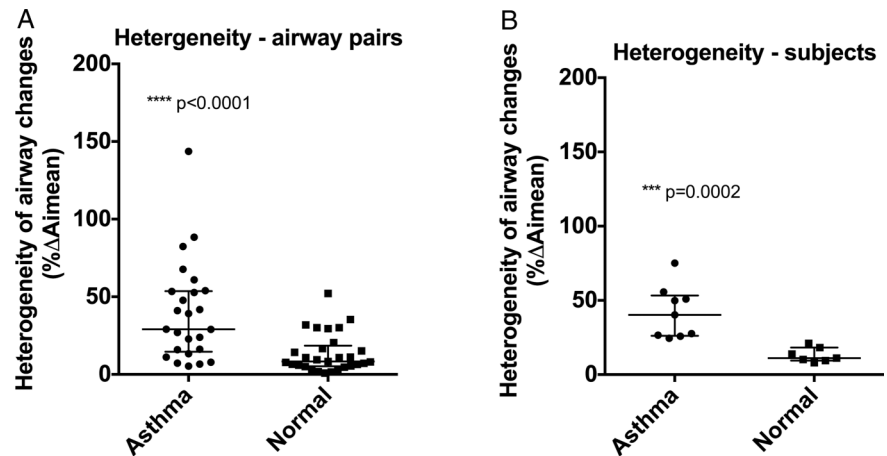 A
Hetergeneity - airway pairs
Heterogeneity of airway changes
(%ΔAimean)
200
150
100
50
0
**** p<0.0001
Asthma
Normal
B
Heterogeneity - subjects
Heterogeneity of airway changes
(%ΔAimean)
200
150
100
50
0
*** p=0.0002
Asthma
Normal